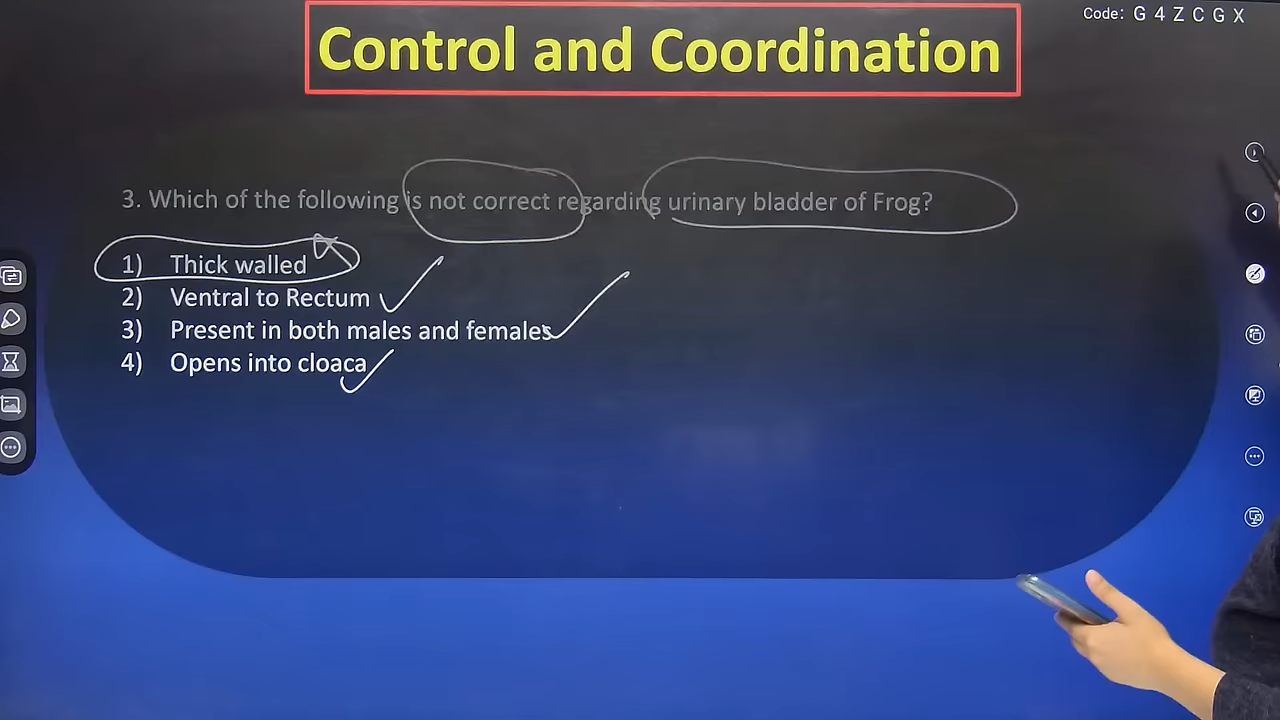 Code: G 4 Z C G X
Control and Coordination
3. Which of the following is not correct regarding urinary bladder of Frog?
1) Thick walled
2) Ventral to Rectum
3) Present in both males and females
4) Opens into cloaca